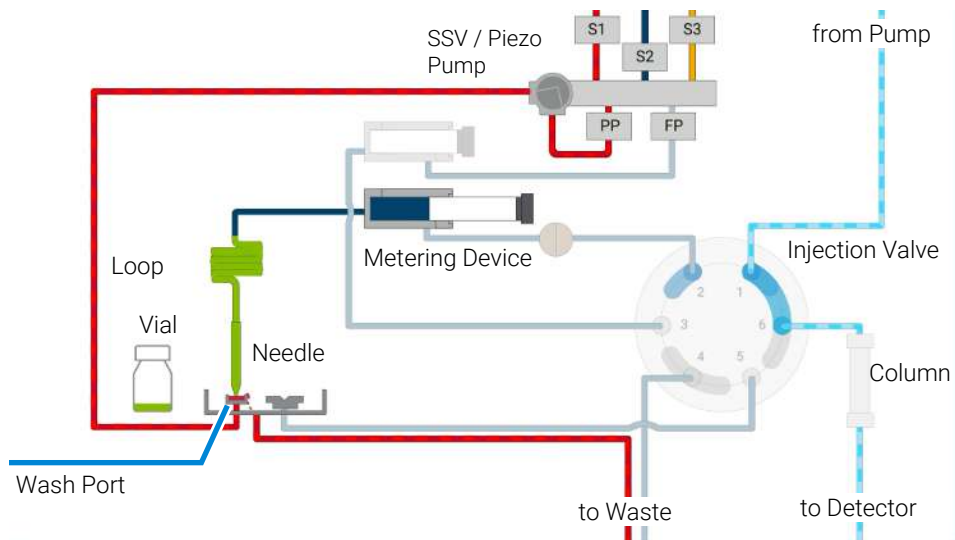 SSV / Piezo
Pump
S1
S2
S3
from Pump
PP
FP
Metering Device
Injection Valve
Loop
Vial
Needle
2
1
3
6
4
5
Column
Wash Port
to Waste
to Detector